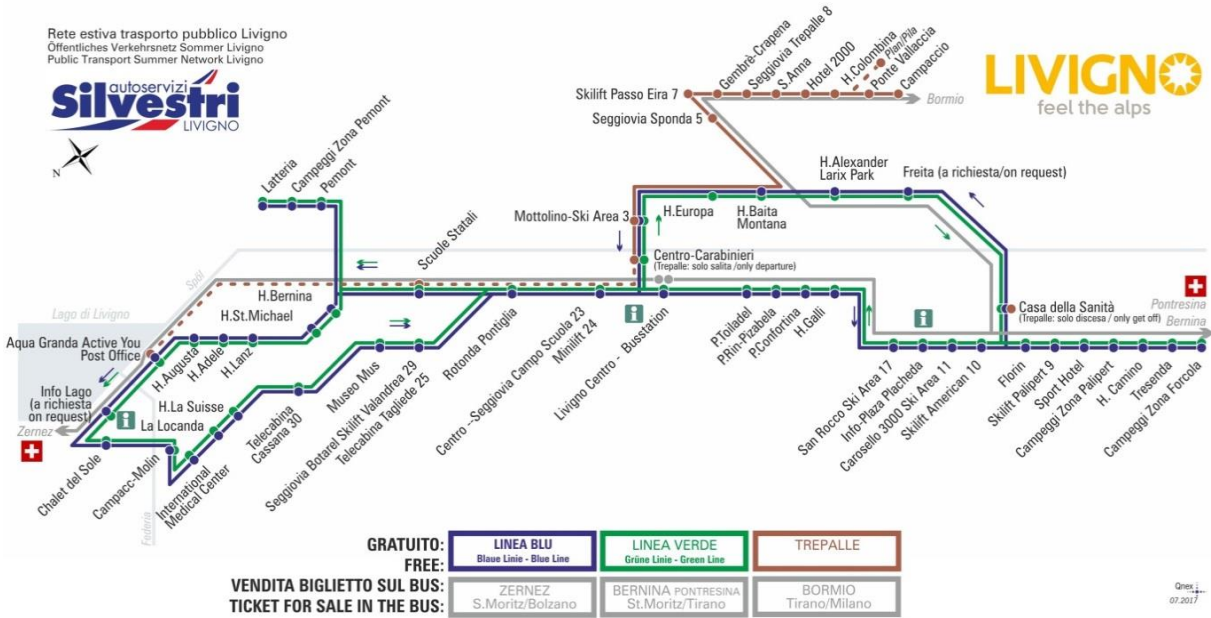 Rete estiva trasporto pubblico Livigno
Öffentliches Verkehrsnetz Sommer Livigno
Public Transport Summer Network Livigno
autoservizi
Silvestri
LIVIGNO
N
LIVIGNO
feel the alps
Skilift Passo Eira 7
Seggiovia Sponda 5
Gembrè-Crapena
Seggiovia Trepalle 8
S.Anna
Hotel 2000
H.Colombina
Plan/Pila
Ponte Vallaccia
Campaccio
Bormio
Latteria
Campeggi Zona Pemont
Pemont
Mottolino-Ski Area 3
H.Europa
H.Baita
Montana
H.Alexander
Larix Park
Freita (a richiesta/on request)
Scuole Statali
Centro-Carabinieri
(Trepalle: solo salita /only departure)
Spöl
Lago di Livigno
H.Bernina
H.St.Michael
Aqua Granda Active You
Post Office
H.Augusta
H.Adele
H.Lanz
Info Lago
(a richiesta
on request)
Zernez
i
H.La Suisse
La Locanda
Chalet del Sole
Campacc-Molin
International
Medical Center
Federia
Telecabina
Cassana 30
Museo Mus
Seggiovia Botarel Skilift Valandrea 29
Telecabina Tagliede 25
Rotonda Pontiglia
Centro --Seggiovia Campo Scuola 23
Minilift 24
i
Livigno Centro - Busstation
P.Toiladel
P.Rin-Pizabela
P.Confortina
H.Galli
i
Casa della Sanità
(Trepalle: solo discesa / only get off)
Pontresina
Bernina
San Rocco Ski Area 17
Info-Plaza Placheda
Carosello 3000 Ski Area 11
Skilift American 10
Florin
Skilift Palipert 9
Sport Hotel
Campeggi Zona Palipert
H. Camino
Tresenda
Campeggi Zona Forcola
GRATUITO:
FREE:
LINEA BLU
Blaue Linie - Blue Line
LINEA VERDE
Grüne Linie - Green Line
TREPALLE
VENDITA BIGLIETTO SUL BUS:
TICKET FOR SALE IN THE BUS:
ZERNEZ
S.Moritz/Bolzano
BERNINA PONTRESINA
St.Moritz/Tirano
BORMIO
Tirano/Milano
Qnex
07.2017